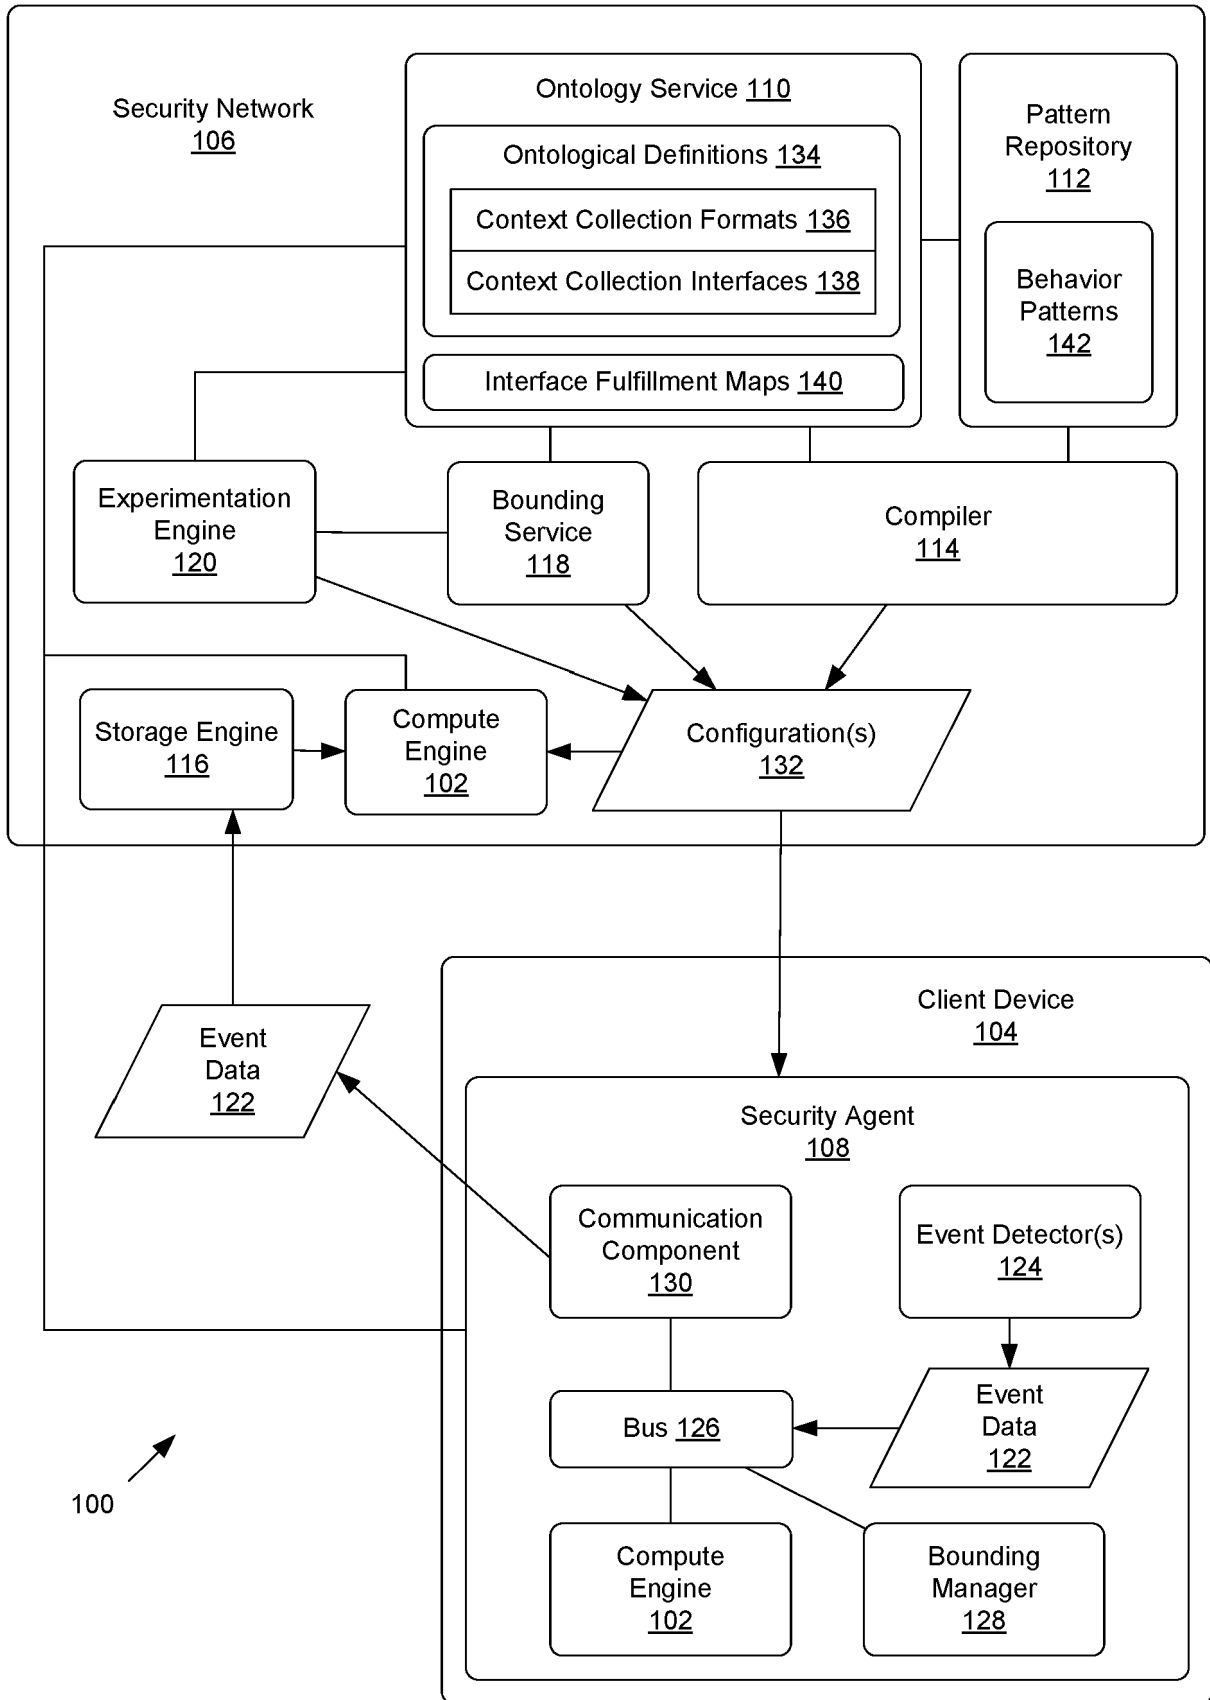 Security Network
106
Ontology Service 110
Ontological Definitions 134
Context Collection Formats 136
Context Collection Interfaces 138
Interface Fulfillment Maps 140
Pattern
Repository
112
Behavior
Patterns
142
Experimentation
Engine
120
Bounding
Service
118
Compiler
114
Storage Engine
116
Compute
Engine
102
Configuration(s)
132
Event
Data
122
Client Device
104
Security Agent
108
Communication
Component
130
Event Detector(s)
124
Bus 126
Event
Data
122
100
Compute
Engine
102
Bounding
Manager
128